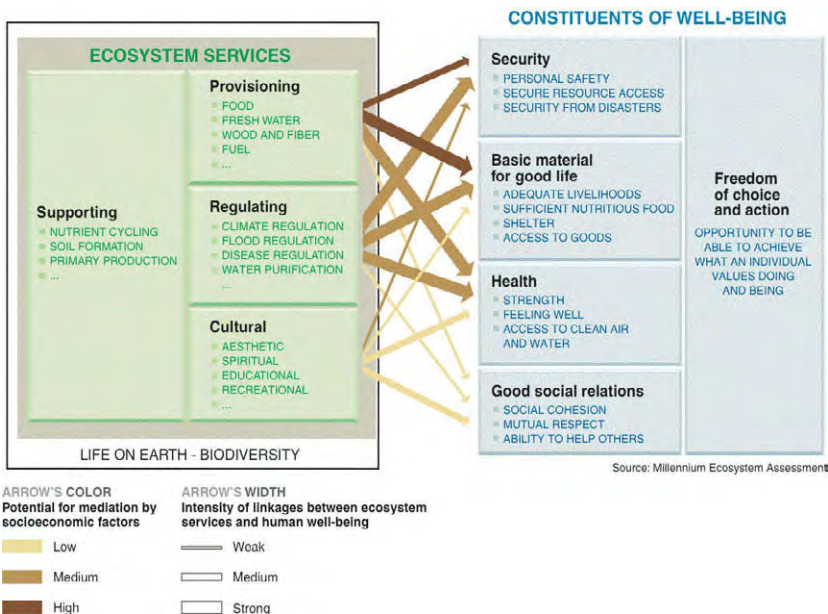 ECOSYSTEM SERVICES
Supporting
NUTRIENT CYCLING
SOIL FORMATION
PRIMARY PRODUCTION
...
Provisioning
FOOD
FRESH WATER
WOOD AND FIBER
FUEL
...
Regulating
CLIMATE REGULATION
FLOOD REGULATION
DISEASE REGULATION
WATER PURIFICATION
...
Cultural
AESTHETIC
SPIRITUAL
EDUCATIONAL
RECREATIONAL
...
LIFE ON EARTH - BIODIVERSITY
CONSTITUENTS OF WELL-BEING
Security
PERSONAL SAFETY
SECURE RESOURCE ACCESS
SECURITY FROM DISASTERS
Basic material
for good life
ADEQUATE LIVELIHOODS
SUFFICIENT NUTRITIOUS FOOD
SHELTER
ACCESS TO GOODS
Health
STRENGTH
FEELING WELL
ACCESS TO CLEAN AIR
AND WATER
Good social relations
SOCIAL COHESION
MUTUAL RESPECT
ABILITY TO HELP OTHERS
Freedom
of choice
and action
OPPORTUNITY TO BE
ABLE TO ACHIEVE
WHAT AN INDIVIDUAL
VALUES DOING
AND BEING
Source: Millennium Ecosystem Assessment
ARROW'S COLOR
Potential for mediation by
socioeconomic factors
Low
Medium
High
ARROW'S WIDTH
Intensity of linkages between ecosystem
services and human well-being
Weak
Medium
Strong